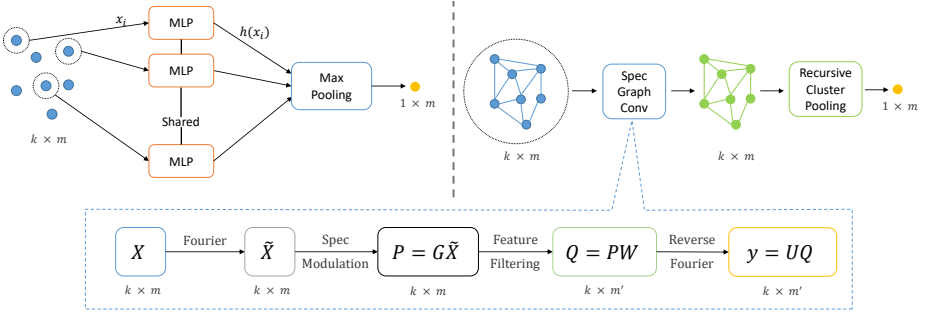 x_i
MLP
h(x_i)
MLP
Max
Pooling
1 × m
Shared
k × m
MLP
k × m
Spec
Graph
Conv
k × m
Recursive
Cluster
Pooling
1 × m
X
k × m
Fourier
X̃
k × m
Spec
Modulation
P = GX̃
k × m
Feature
Filtering
Q = PW
k × m′
Reverse
Fourier
y = UQ
k × m′